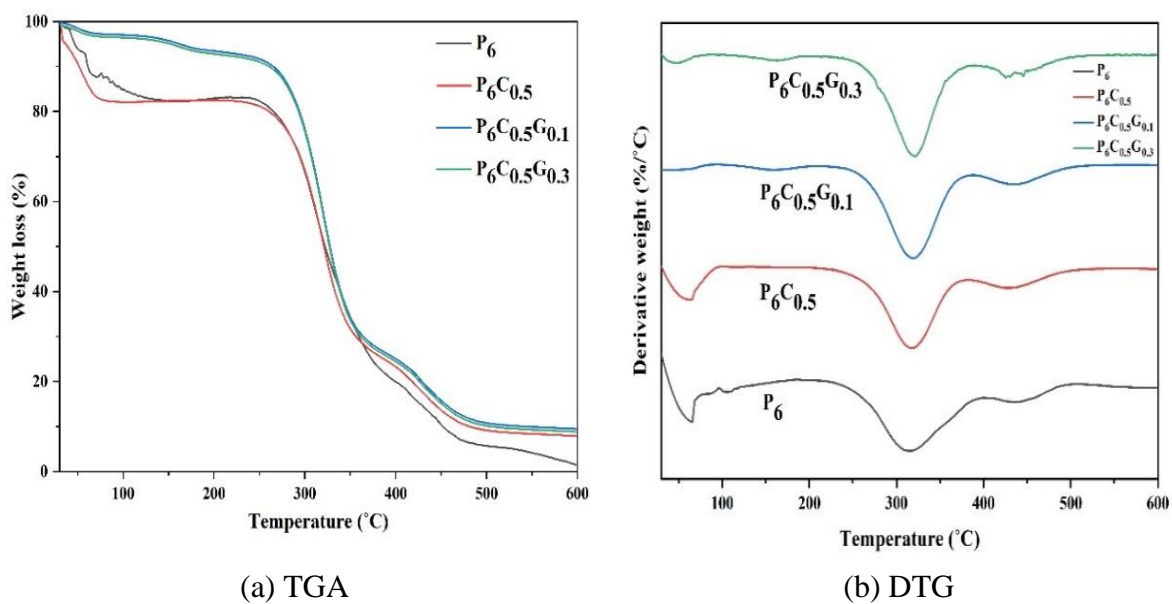 100
80
60
40
20
0
Weight loss (%)
P6
P6C0.5
P6C0.5G0.1
P6C0.5G0.3
100 200 300 400 500 600
Temperature (˚C)
(a) TGA
Derivative weight (%/˚C)
P6C0.5G0.3
P6C0.5G0.1
P6C0.5
P6
P6
P6C0.5
P6C0.5G0.1
P6C0.5G0.3
100 200 300 400 500 600
Temperature (˚C)
(b) DTG